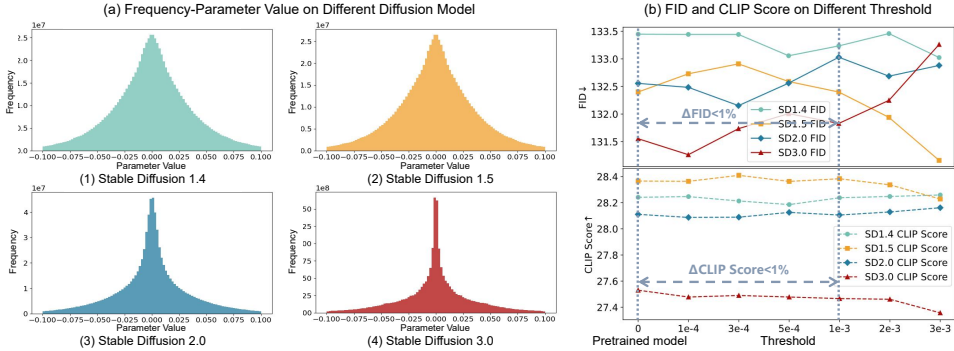 (a) Frequency-Parameter Value on Different Diffusion Model
1e7
2.5
2.0
1.5
1.0
0.5
0.0
Frequency
−0.100 −0.075 −0.050 −0.025 0.000 0.025 0.050 0.075 0.100
Parameter Value
(1) Stable Diffusion 1.4
1e7
2.5
2.0
1.5
1.0
0.5
0.0
Frequency
−0.100 −0.075 −0.050 −0.025 0.000 0.025 0.050 0.075 0.100
Parameter Value
(2) Stable Diffusion 1.5
1e7
4
3
2
1
0
Frequency
−0.100 −0.075 −0.050 −0.025 0.000 0.025 0.050 0.075 0.100
Parameter Value
(3) Stable Diffusion 2.0
1e8
Frequency
−0.100 −0.075 −0.050 −0.025 0.000 0.025 0.050 0.075 0.100
Parameter Value
(4) Stable Diffusion 3.0
(b) FID and CLIP Score on Different Threshold
133.5
133.0
132.5
132.0
131.5
FID↓
ΔFID<1%
SD1.4 FID
SD1.5 FID
SD2.0 FID
SD3.0 FID
28.4
28.2
28.0
27.8
27.6
27.4
CLIP Score↑
ΔCLIP Score<1%
SD1.4 CLIP Score
SD1.5 CLIP Score
SD2.0 CLIP Score
SD3.0 CLIP Score
0 1e-4 3e-4 5e-4 1e-3 2e-3 3e-3
Pretrained model Threshold